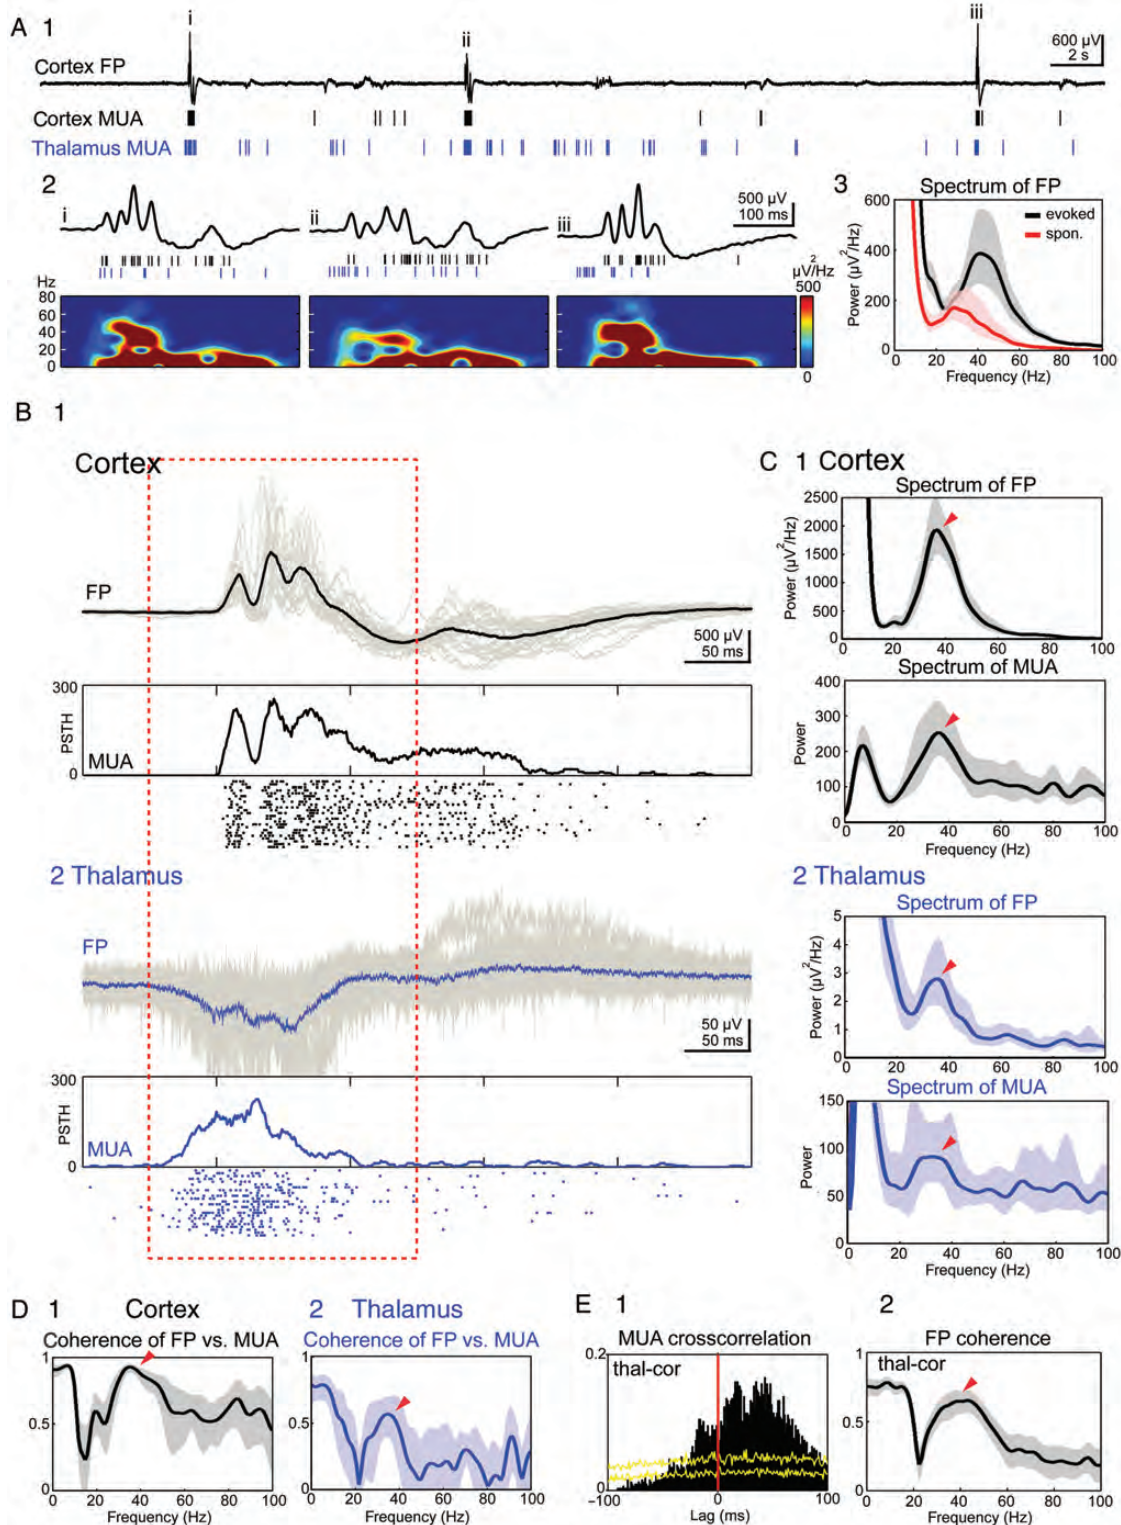 A 1
i
ii
iii
600 µV
2 s
Cortex FP
Cortex MUA
Thalamus MUA
2
i
ii
iii
500 µV
100 ms
Hz
80
60
40
20
0
µV²/Hz
500
0
3
Spectrum of FP
evoked
spon.
Power (µV²/Hz)
600
400
200
0
0 20 40 60 80 100
Frequency (Hz)
B 1
Cortex
FP
500 µV
50 ms
300
PSTH
MUA
0
2 Thalamus
FP
50 µV
50 ms
300
PSTH
MUA
0
C 1 Cortex
Spectrum of FP
Power (µV²/Hz)
2500
2000
1500
1000
500
0
0 20 40 60 80 100
Spectrum of MUA
Power
400
300
200
100
0
0 20 40 60 80 100
Frequency (Hz)
2 Thalamus
Spectrum of FP
Power (µV²/Hz)
5
4
3
2
1
0
0 20 40 60 80 100
Spectrum of MUA
Power
150
100
50
0
0 20 40 60 80 100
Frequency (Hz)
D 1 Cortex
Coherence of FP vs. MUA
1
0.5
0
0 20 40 60 80 100
Frequency (Hz)
2 Thalamus
Coherence of FP vs. MUA
1
0.5
0
0 20 40 60 80 100
Frequency (Hz)
E 1
MUA crosscorrelation
thal-cor
0.2
0
−100 0 100
Lag (ms)
2
FP coherence
thal-cor
1
0.5
0
0 20 40 60 80 100
Frequency (Hz)